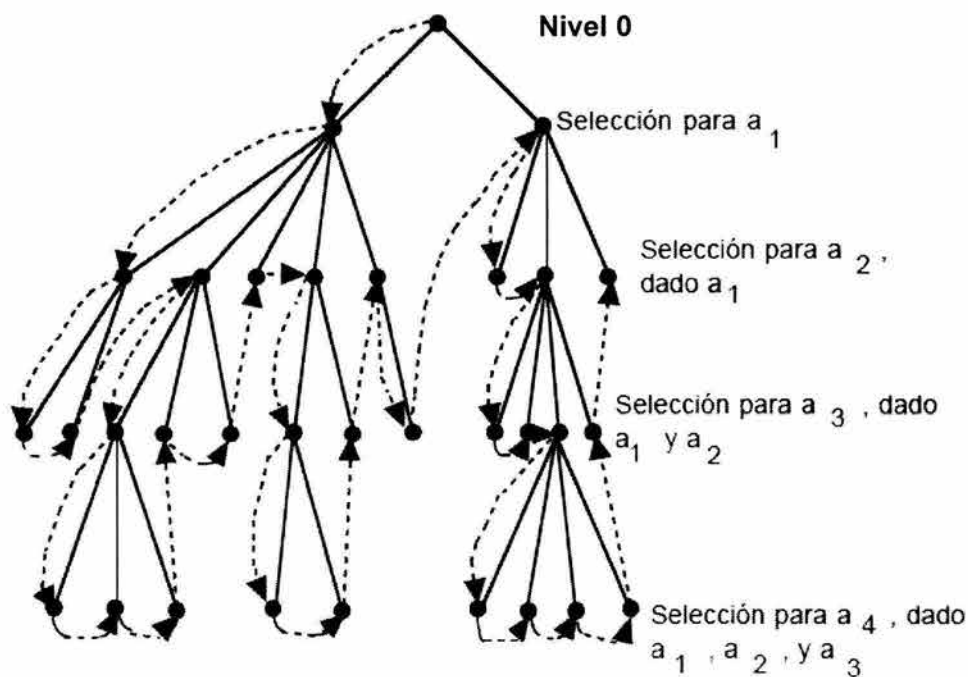 Nivel 0
Selección para a 1
Selección para a 2 ,
dado a 1
Selección para a 3 , dado
a 1 y a 2
Selección para a 4 , dado
a 1 , a 2 , y a 3